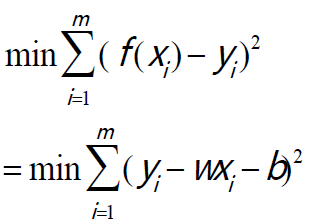 min∑_{i=1}^{m}( f(x_i) − y_i)²
= min∑_{i=1}^{m}(y_i − wx_i − b)²